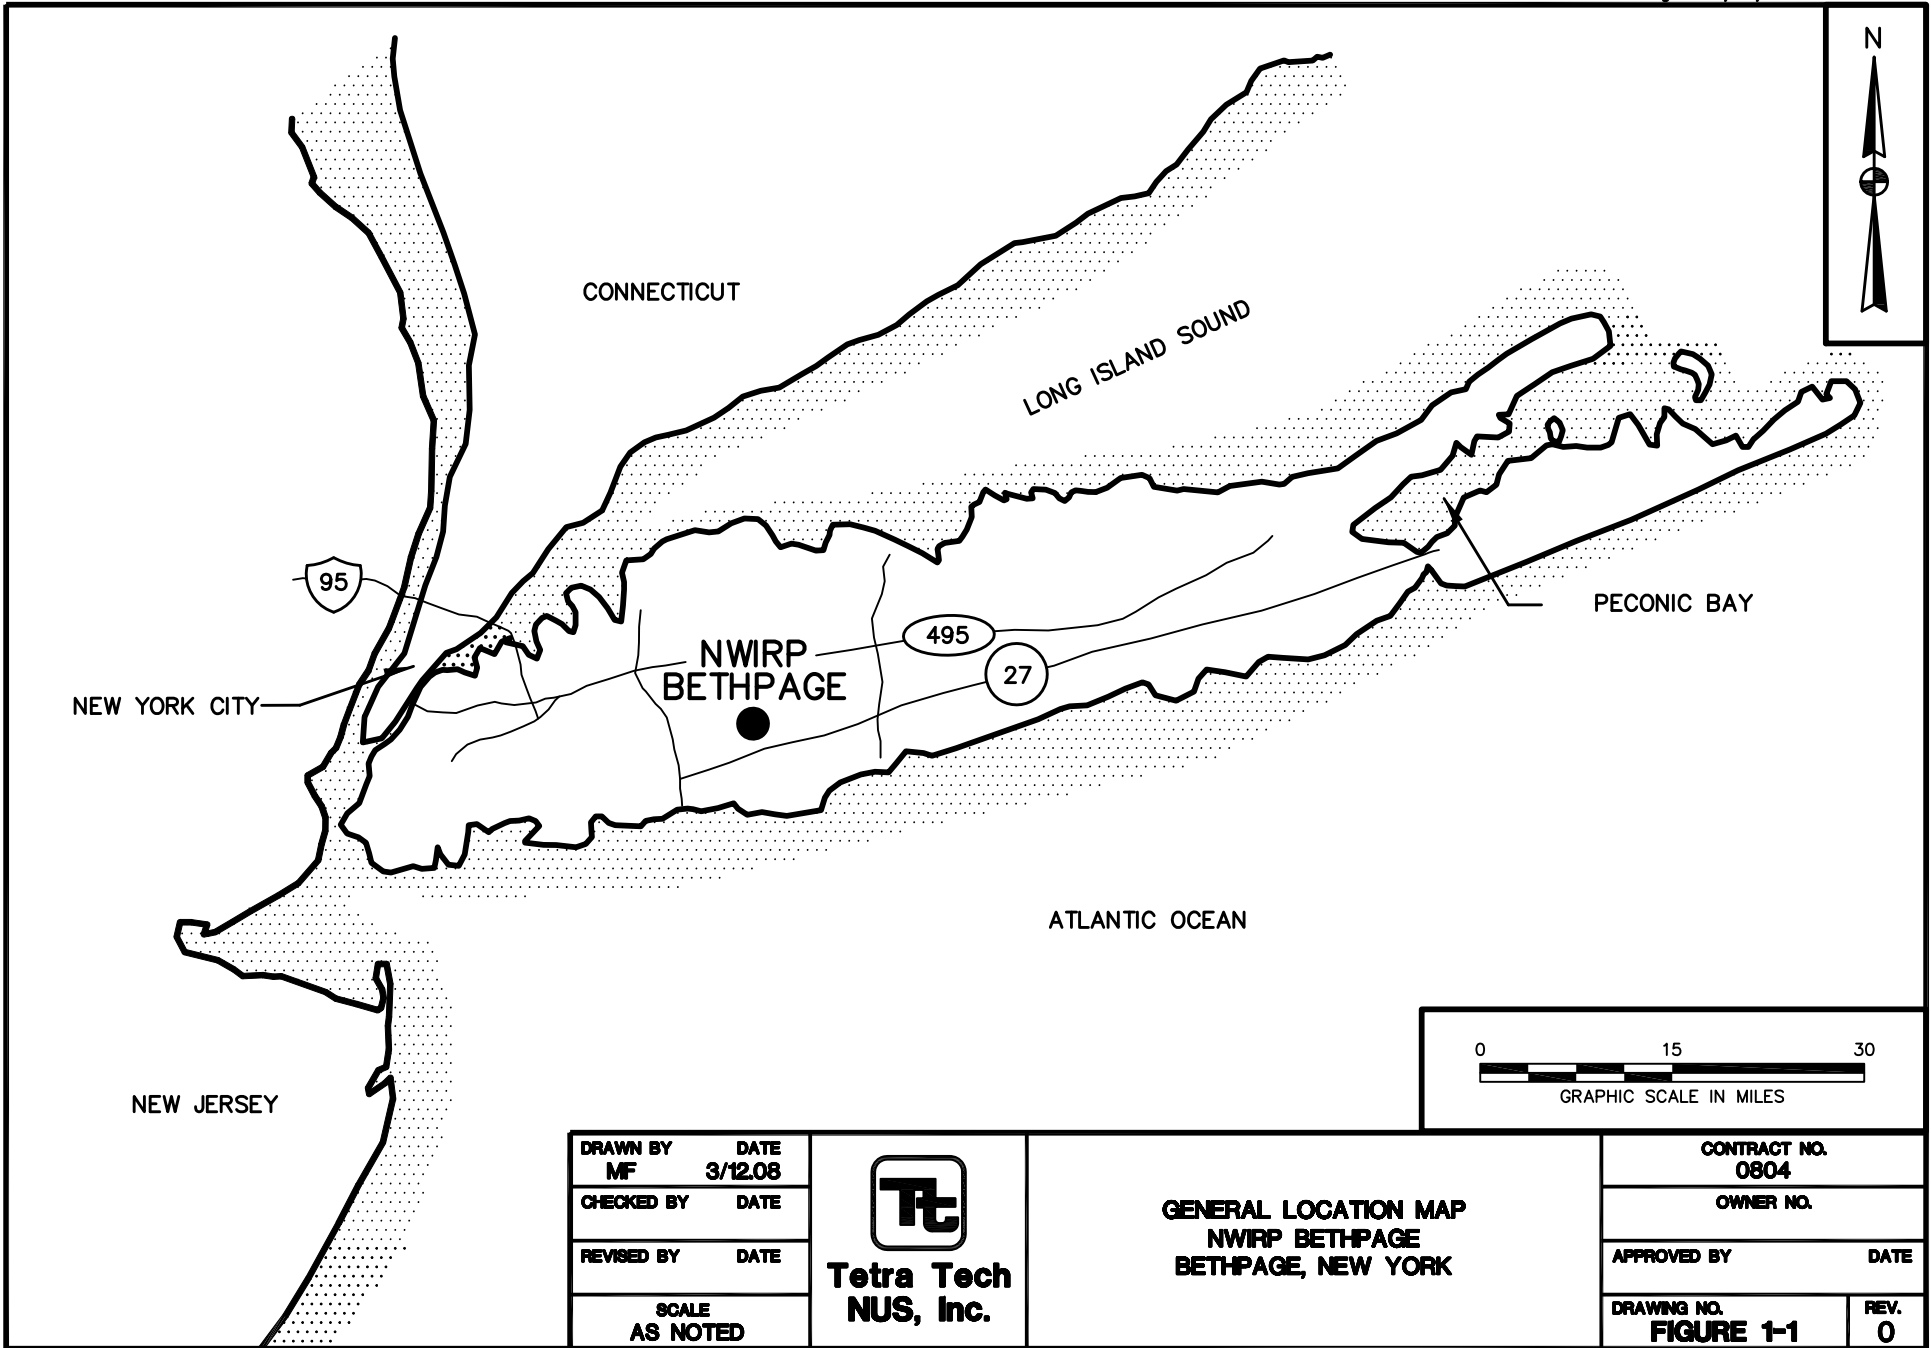 N
CONNECTICUT
LONG ISLAND SOUND
95
495
PECONIC BAY
NWIRP
BETHPAGE
27
NEW YORK CITY
ATLANTIC OCEAN
0 15 30
GRAPHIC SCALE IN MILES
NEW JERSEY
DRAWN BY DATE
MF 3/12.08
CHECKED BY DATE
REVISED BY DATE
SCALE
AS NOTED
Tt
Tetra Tech
NUS, Inc.
GENERAL LOCATION MAP
NWIRP BETHPAGE
BETHPAGE, NEW YORK
CONTRACT NO.
0804
OWNER NO.
APPROVED BY DATE
DRAWING NO.
FIGURE 1-1
REV.
0